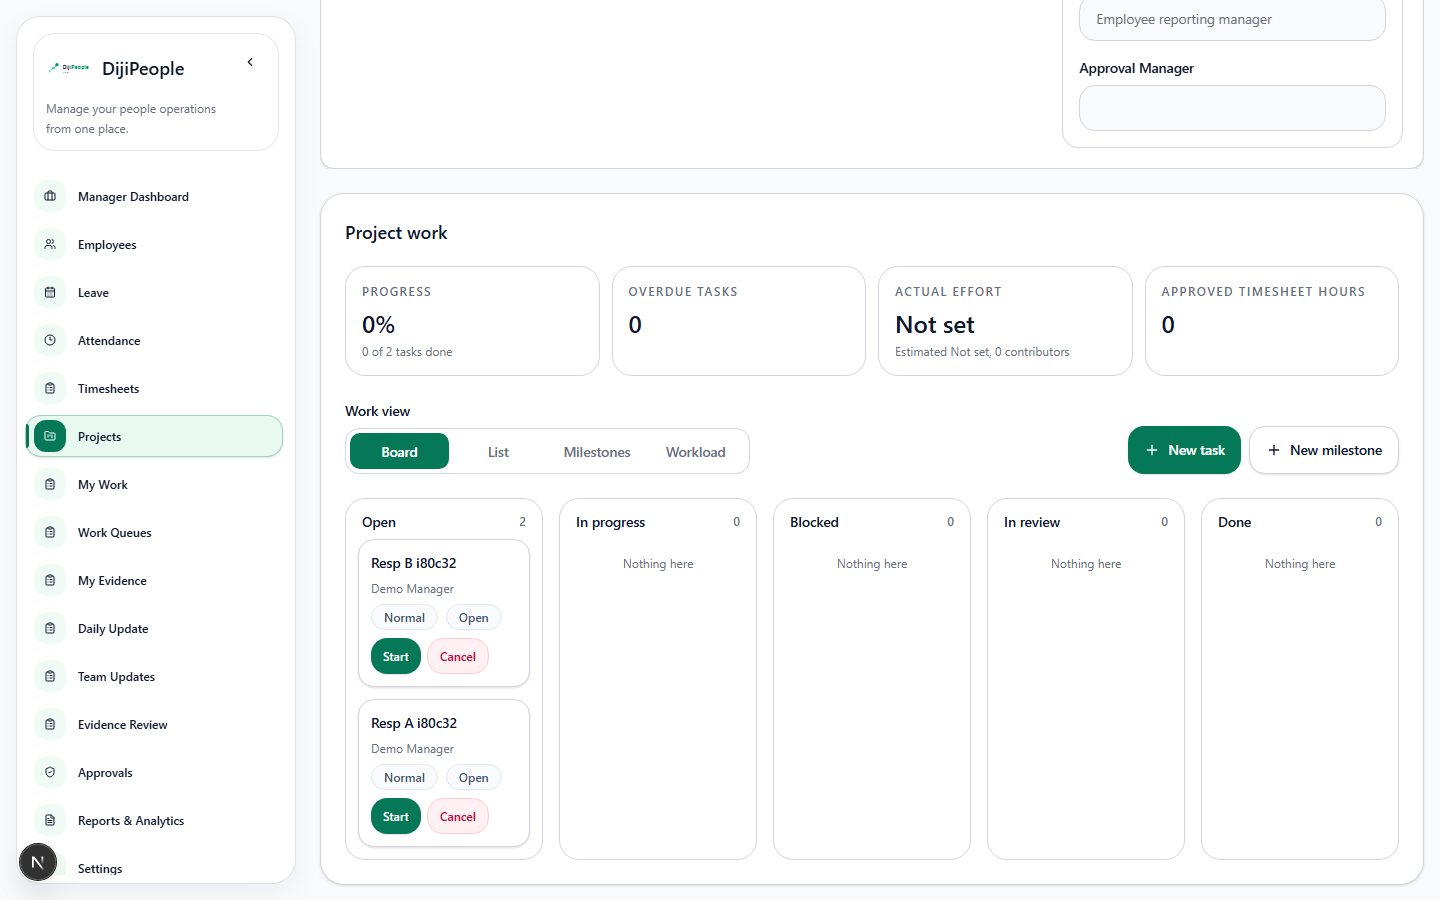 DijiPeople
DijiPeople
Manage your people operations
from one place.
Manager Dashboard
Employees
Leave
Attendance
Timesheets
Projects
My Work
Work Queues
My Evidence
Daily Update
Team Updates
Evidence Review
Approvals
Reports & Analytics
Settings
N
Employee reporting manager
Approval Manager
Project work
PROGRESS
0%
0 of 2 tasks done
OVERDUE TASKS
0
ACTUAL EFFORT
Not set
Estimated Not set, 0 contributors
APPROVED TIMESHEET HOURS
0
Work view
Board
List
Milestones
Workload
New task
New milestone
Open 2
Resp B i80c32
Demo Manager
Normal Open
Start Cancel
Resp A i80c32
Demo Manager
Normal Open
Start Cancel
In progress 0
Nothing here
Blocked 0
Nothing here
In review 0
Nothing here
Done 0
Nothing here